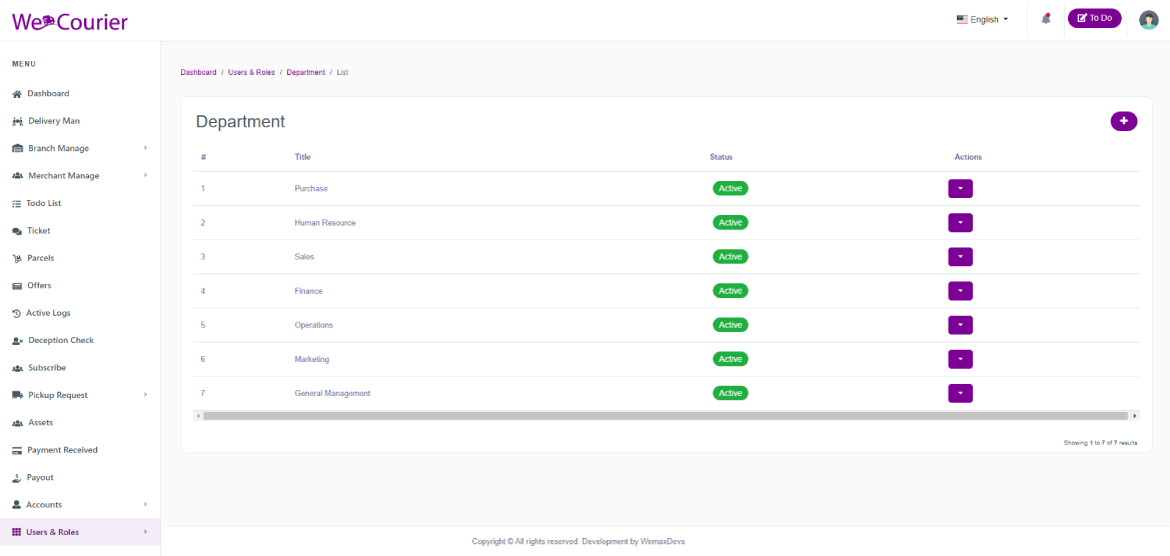 We Courier
English
To Do
MENU
Dashboard
Delivery Man
Branch Manage
Merchant Manage
Todo List
Ticket
Parcels
Offers
Active Logs
Deception Check
Subscribe
Pickup Request
Assets
Payment Received
Payout
Accounts
Users & Roles
Dashboard / Users & Roles / Department / List
Department
# Title Status Actions
1 Purchase Active
2 Human Resource Active
3 Sales Active
4 Finance Active
5 Operations Active
6 Marketing Active
7 General Management Active
Showing 1 to 7 of 7 results
Copyright © All rights reserved. Development by WemaxDevs